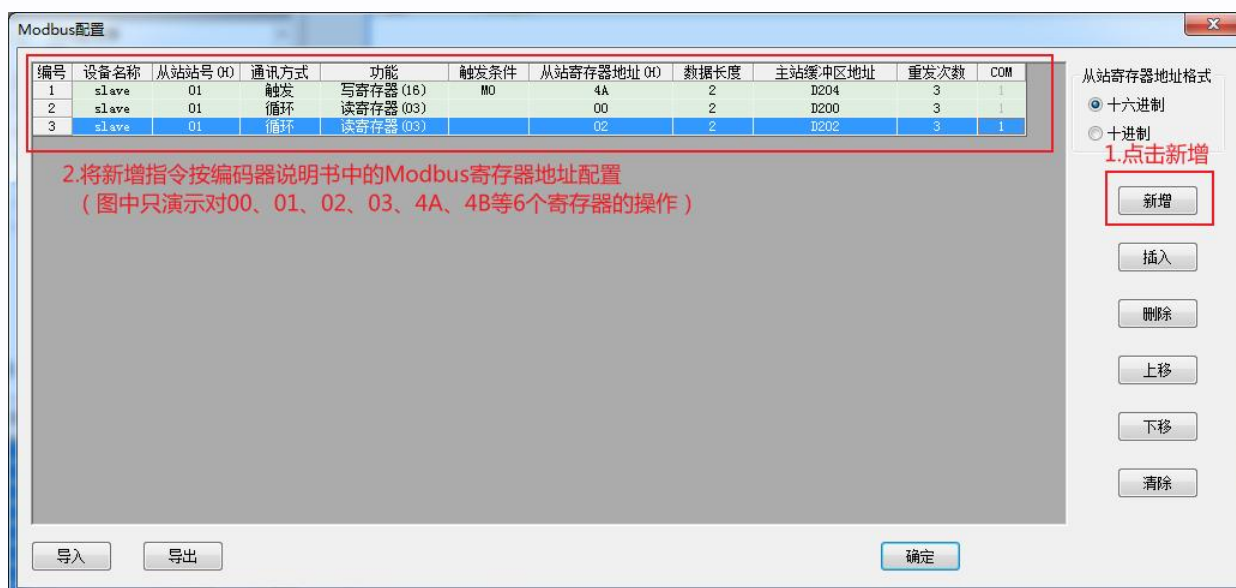 Modbus配置
编号 设备名称 从站站号(H) 通讯方式 功能 触发条件 从站寄存器地址(H) 数据长度 主站缓冲区地址 重发次数 COM
1 slave 01 触发 写寄存器(16) M0 4A 2 D204 3 1
2 slave 01 循环 读寄存器(03) 00 2 D200 3 1
3 slave 01 循环 读寄存器(03) 02 2 D202 3 1
从站寄存器地址格式
十六进制
十进制
1.点击新增
2.将新增指令按编码器说明书中的Modbus寄存器地址配置
(图中只演示对00、01、02、03、4A、4B等6个寄存器的操作)
新增
插入
删除
上移
下移
清除
导入 导出 确定